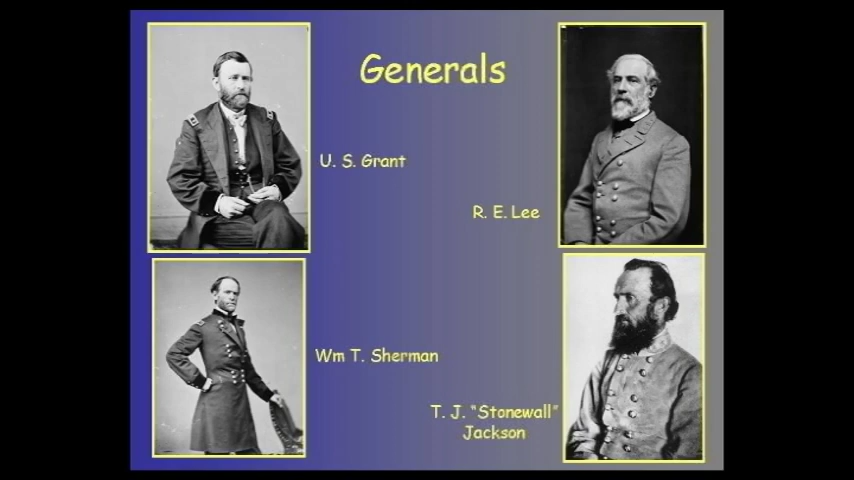 Generals
U. S. Grant
R. E. Lee
Wm T. Sherman
T. J. "Stonewall"
Jackson